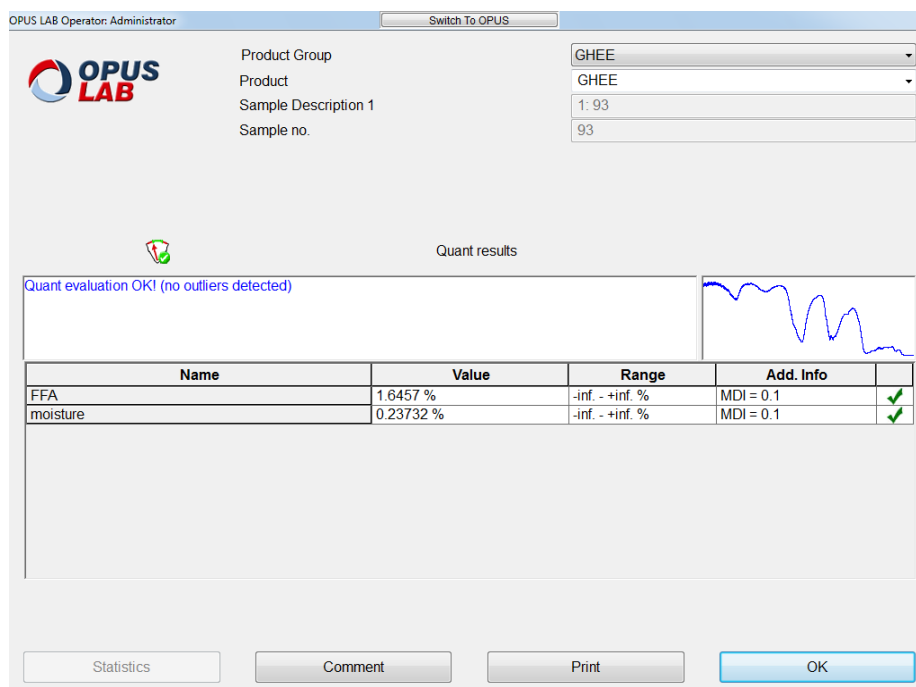 OPUS LAB Operator: Administrator
Switch To OPUS
OPUS
LAB
Product Group GHEE
Product GHEE
Sample Description 1 1: 93
Sample no. 93
Quant results
Quant evaluation OK! (no outliers detected)
Name Value Range Add. Info
FFA 1.6457 % -inf. - +inf. % MDI = 0.1
moisture 0.23732 % -inf. - +inf. % MDI = 0.1
Statistics Comment Print OK